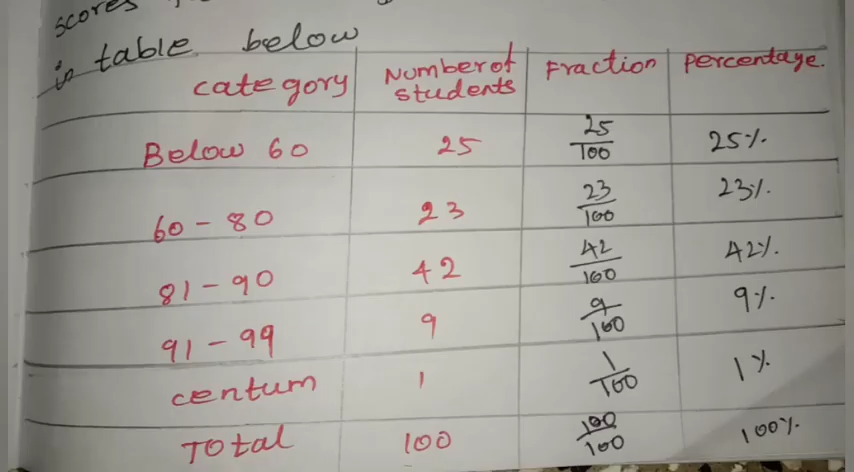 scores
in table below
category Number of students Fraction percentage.
Below 60 25 25/100 25%
60 - 80 23 23/100 23%
81 - 90 42 42/100 42%
91 - 99 9 9/100 9%
centum 1 1/100 1%
Total 100 100/100 100%